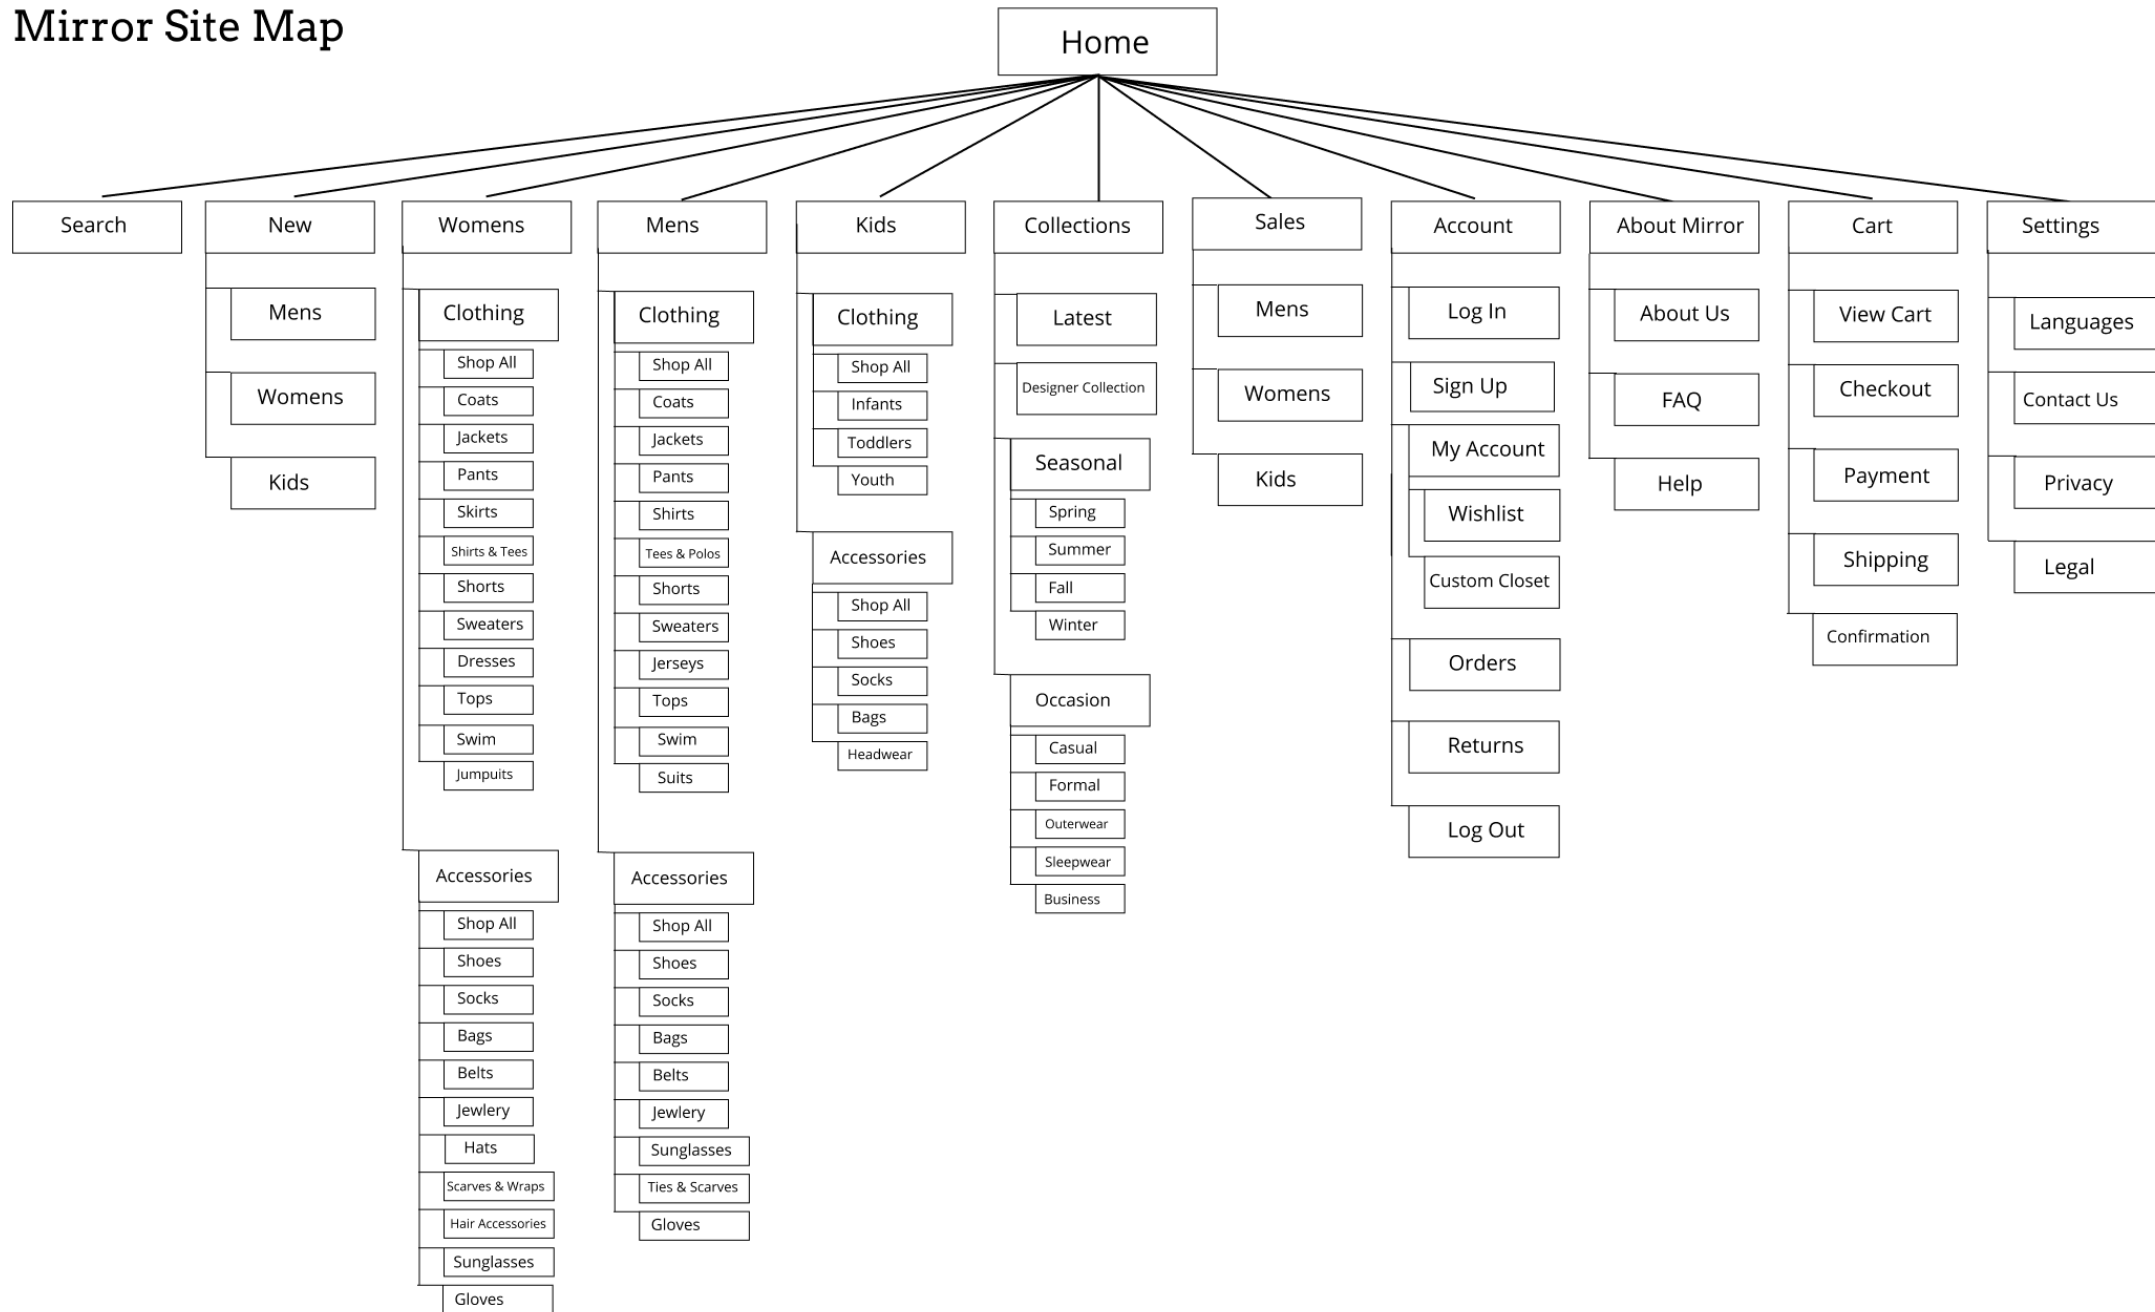 Mirror Site Map
Home
Search
New
Mens
Womens
Kids
Womens
Clothing
Shop All
Coats
Jackets
Pants
Skirts
Shirts & Tees
Shorts
Sweaters
Dresses
Tops
Swim
Jumpuits
Accessories
Shop All
Shoes
Socks
Bags
Belts
Jewlery
Hats
Scarves & Wraps
Hair Accessories
Sunglasses
Gloves
Mens
Clothing
Shop All
Coats
Jackets
Pants
Shirts
Tees & Polos
Shorts
Sweaters
Jerseys
Tops
Swim
Suits
Accessories
Shop All
Shoes
Socks
Bags
Belts
Jewlery
Sunglasses
Ties & Scarves
Gloves
Kids
Clothing
Shop All
Infants
Toddlers
Youth
Accessories
Shop All
Shoes
Socks
Bags
Headwear
Collections
Latest
Designer Collection
Seasonal
Spring
Summer
Fall
Winter
Occasion
Casual
Formal
Outerwear
Sleepwear
Business
Sales
Mens
Womens
Kids
Account
Log In
Sign Up
My Account
Wishlist
Custom Closet
Orders
Returns
Log Out
About Mirror
About Us
FAQ
Help
Cart
View Cart
Checkout
Payment
Shipping
Confirmation
Settings
Languages
Contact Us
Privacy
Legal